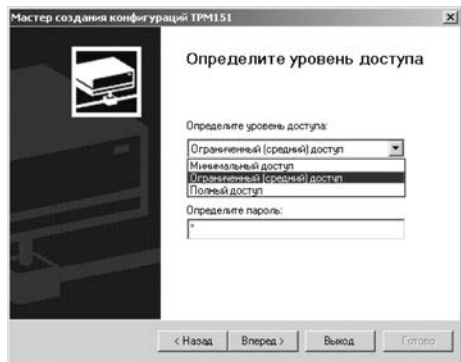 Мастер создания конфигураций ТРМ151
Определите уровень доступа
Определите уровень доступа:
Ограниченный (средний) доступ
Минимальный доступ
Ограниченный (средний) доступ
Полный доступ
Определите пароль:
*
< Назад
Вперед >
Выход
Готово